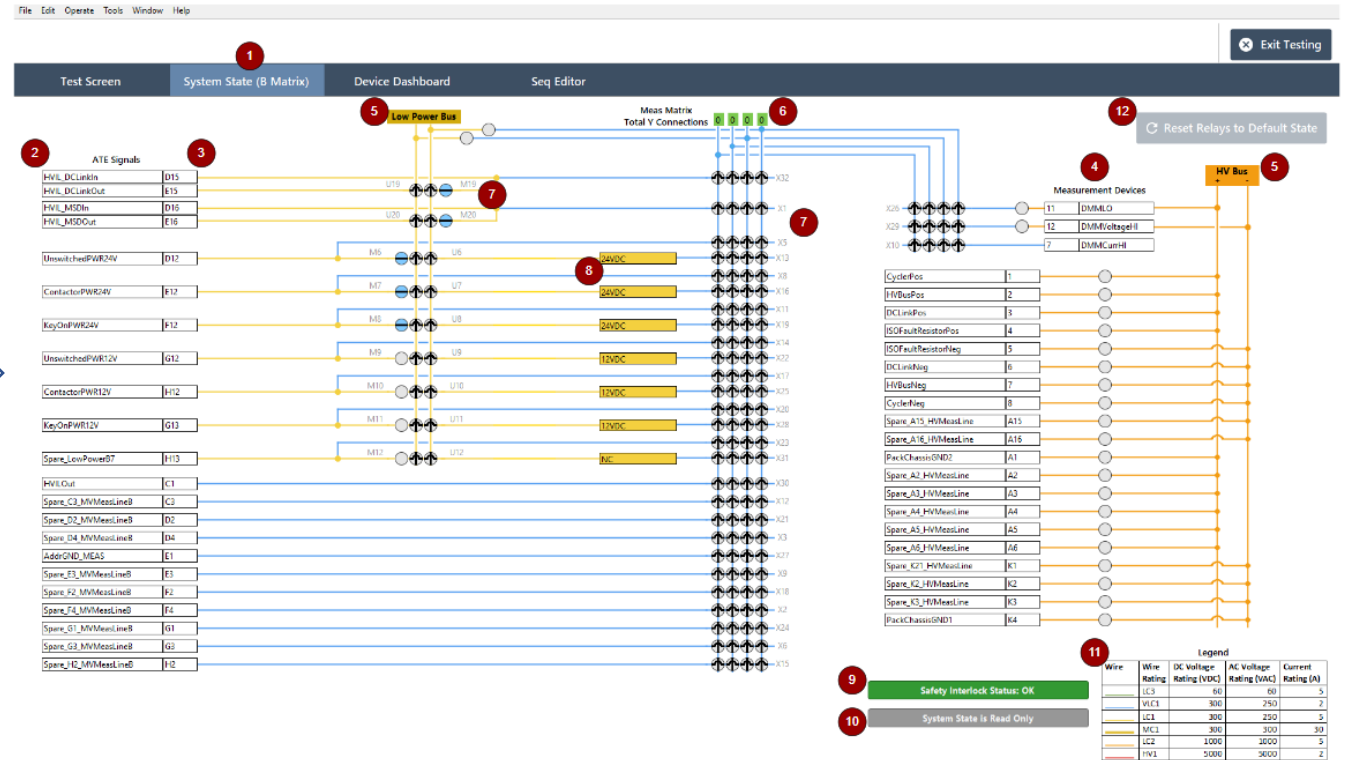 File Edit Operate Tools Window Help
Exit Testing
1
Test Screen System State (B Matrix) Device Dashboard Seq Editor
5 Low Power Bus
Meas Matrix
Total Y Connections 0 0 0 0 6
12 Reset Relays to Default State
2 ATE Signals 3
4 Measurement Devices
HV Bus 5
+ -
HVIL_DCLinkIn D15 X32
HVIL_DCLinkOut E15 U19 M19 7
HVIL_MSDIn D16 X1
HVIL_MSDOut E16 U20 M20 7
X26 11 DMMLO
X29 12 DMMVoltageHI
X10 7 DMMCurrHI
X5
UnswitchedPWR24V D12 M6 U6 24VDC X13
8
X8
ContactorPWR24V E12 M7 U7 24VDC X16
X11
KeyOnPWR24V F12 M8 U8 24VDC X19
X14
UnswitchedPWR12V G12 M9 U9 12VDC X22
X17
ContactorPWR12V H12 M10 U10 12VDC X25
X20
KeyOnPWR12V G13 M11 U11 12VDC X28
X23
Spare_LowPowerB7 H13 M12 U12 NC X31
HVILOut C1 X30
Spare_C3_MVMeasLineB C3 X12
Spare_D2_MVMeasLineB D2 X21
Spare_D4_MVMeasLineB D4 X3
AddrGND_MEAS E1 X27
Spare_E3_MVMeasLineB E3 X9
Spare_F2_MVMeasLineB F2 X18
Spare_F4_MVMeasLineB F4 X2
Spare_G1_MVMeasLineB G1 X24
Spare_G3_MVMeasLineB G3 X6
Spare_H2_MVMeasLineB H2 X15
CyclerPos 1
HVBusPos 2
DCLinkPos 3
ISOFaultResistorPos 4
ISOFaultResistorNeg 5
DCLinkNeg 6
HVBusNeg 7
CyclerNeg 8
Spare_A15_HVMeasLine A15
Spare_A16_HVMeasLine A16
PackChassisGND2 A1
Spare_A2_HVMeasLine A2
Spare_A3_HVMeasLine A3
Spare_A4_HVMeasLine A4
Spare_A5_HVMeasLine A5
Spare_A6_HVMeasLine A6
Spare_K21_HVMeasLine K1
Spare_K2_HVMeasLine K2
Spare_K3_HVMeasLine K3
PackChassisGND1 K4
9 Safety Interlock Status: OK
10 System State is Read Only
11 Legend
Wire Wire Rating DC Voltage Rating (VDC) AC Voltage Rating (VAC) Current Rating (A)
LC3 60 60 5
VLC1 300 250 2
LC1 300 250 5
MC1 300 300 30
LC2 1000 1000 5
HV1 5000 5000 2